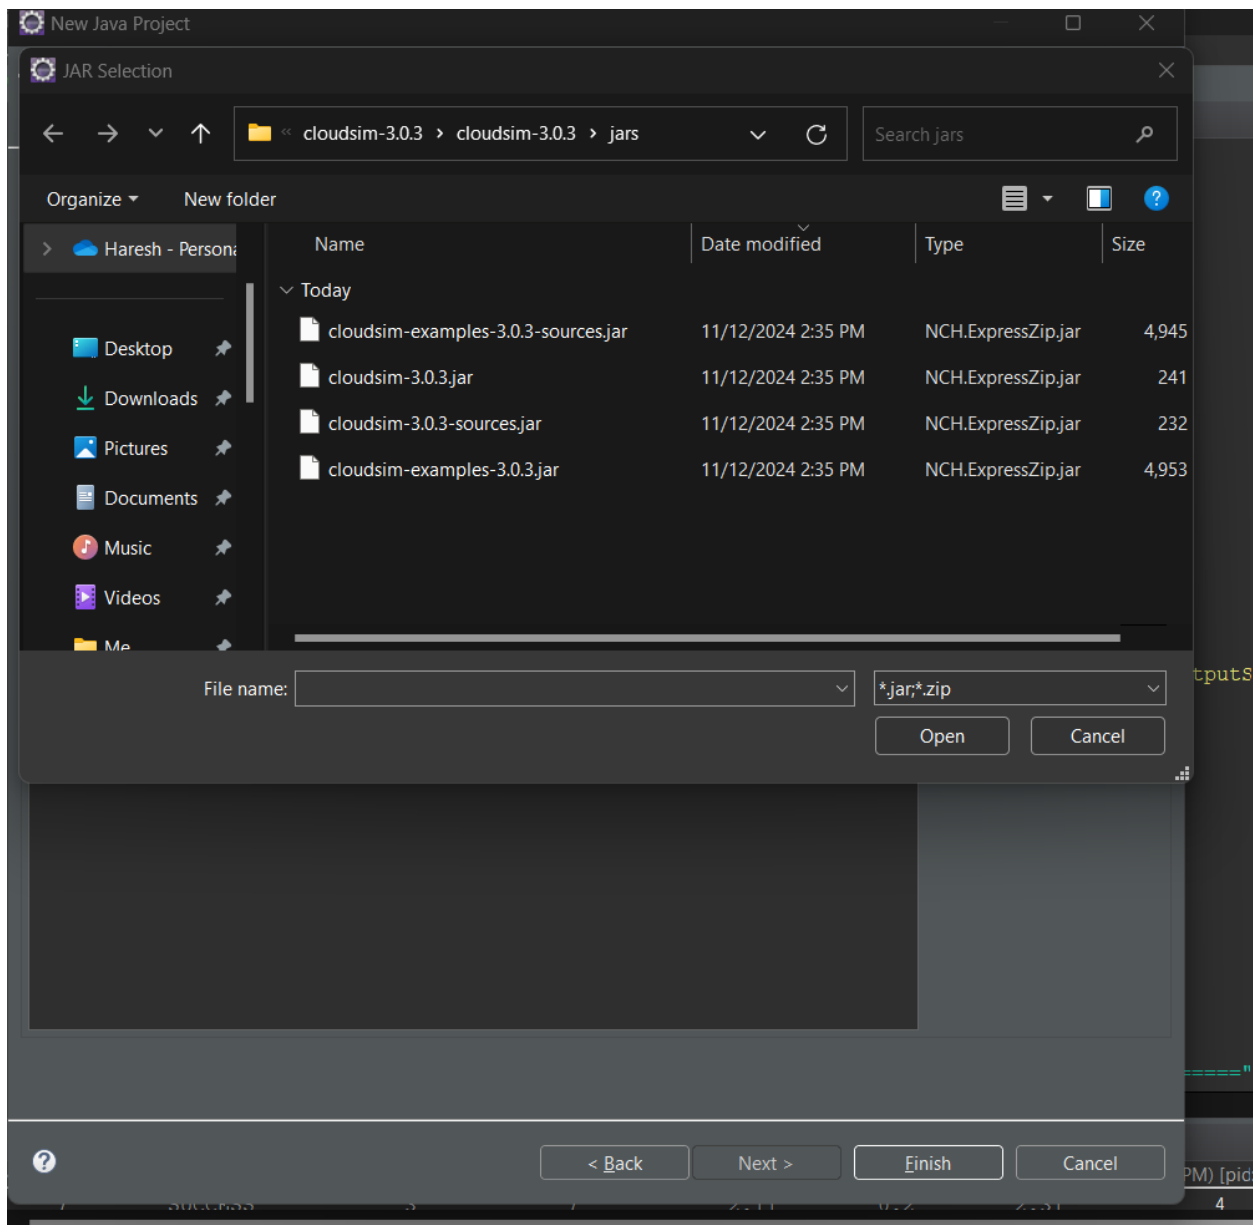 New Java Project
JAR Selection
« cloudsim-3.0.3 > cloudsim-3.0.3 > jars
Search jars
Organize
New folder
Haresh - Persona
Name
Date modified
Type
Size
Today
cloudsim-examples-3.0.3-sources.jar 11/12/2024 2:35 PM NCH.ExpressZip.jar 4,945
cloudsim-3.0.3.jar 11/12/2024 2:35 PM NCH.ExpressZip.jar 241
cloudsim-3.0.3-sources.jar 11/12/2024 2:35 PM NCH.ExpressZip.jar 232
cloudsim-examples-3.0.3.jar 11/12/2024 2:35 PM NCH.ExpressZip.jar 4,953
Desktop
Downloads
Pictures
Documents
Music
Videos
Me
File name:
*.jar;*.zip
tputS
Open
Cancel
====="
< Back
Next >
Finish
Cancel
PM) [pid:
4